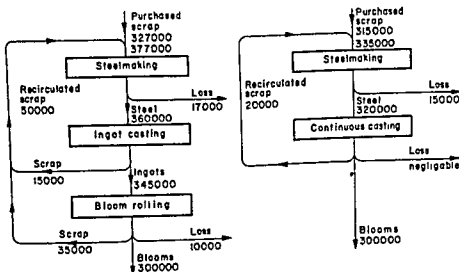 Purchased
scrap
327000
377000
Steelmaking
Recirculated
scrap
50000
Loss
17000
Steel
360000
Ingot casting
Scrap
15000
Ingots
345000
Bloom rolling
Scrap
35000
Loss
10000
Blooms
300000
Purchased
scrap
315000
335000
Steelmaking
Recirculated
scrap
20000
Loss
15000
Steel
320000
Continuous casting
Loss
negligable
Blooms
300000